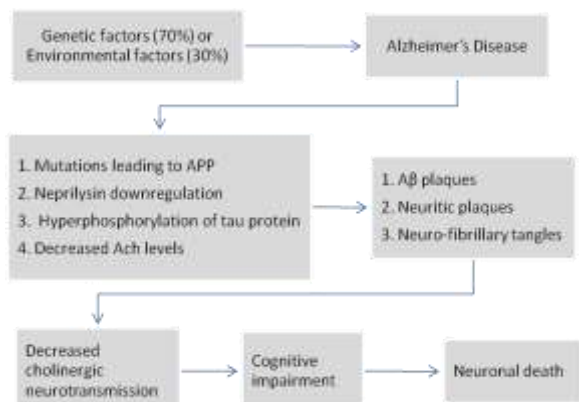 Genetic factors (70%) or
Environmental factors (30%)
Alzheimer's Disease
1. Mutations leading to APP
2. Neprilysin downregulation
3. Hyperphosphorylation of tau protein
4. Decreased Ach levels
1. Aβ plaques
2. Neuritic plaques
3. Neuro-fibrillary tangles
Decreased
cholinergic
neurotransmission
Cognitive
impairment
Neuronal death